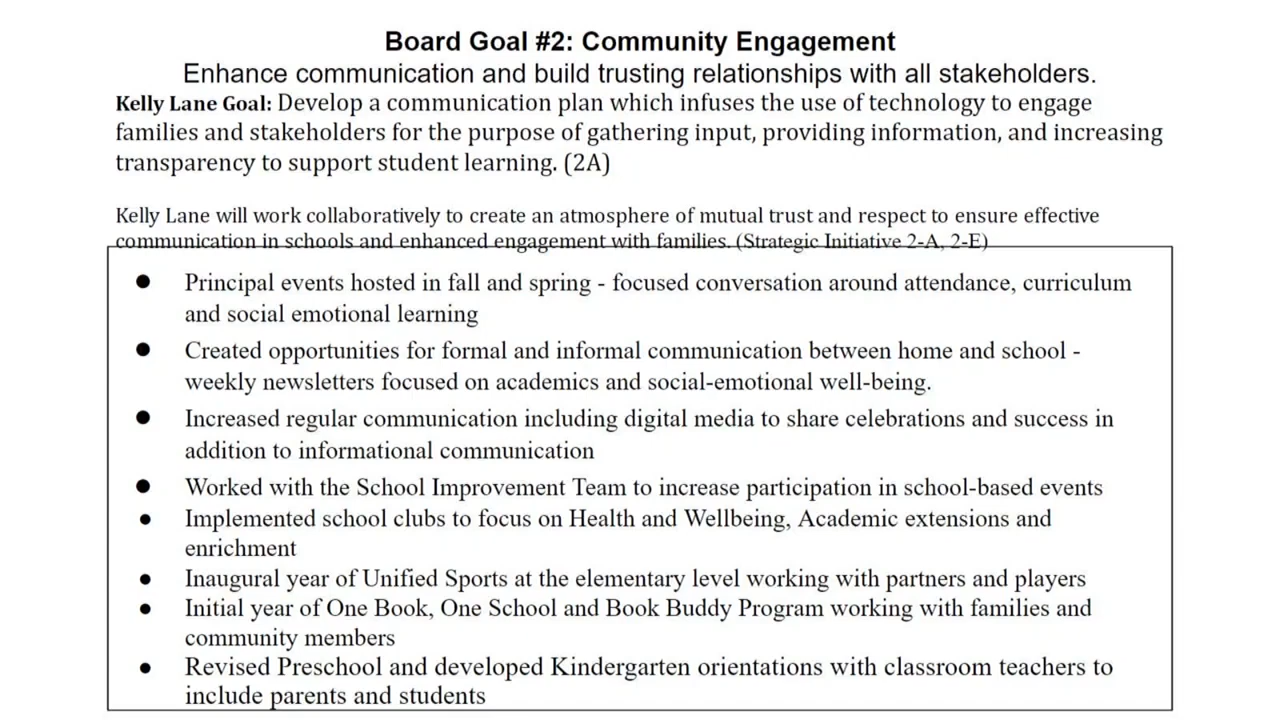 Board Goal #2: Community Engagement
Enhance communication and build trusting relationships with all stakeholders.
Kelly Lane Goal: Develop a communication plan which infuses the use of technology to engage
families and stakeholders for the purpose of gathering input, providing information, and increasing
transparency to support student learning. (2A)
Kelly Lane will work collaboratively to create an atmosphere of mutual trust and respect to ensure effective
communication in schools and enhanced engagement with families. (Strategic Initiative 2-A, 2-E)
● Principal events hosted in fall and spring - focused conversation around attendance, curriculum
and social emotional learning
● Created opportunities for formal and informal communication between home and school -
weekly newsletters focused on academics and social-emotional well-being.
● Increased regular communication including digital media to share celebrations and success in
addition to informational communication
● Worked with the School Improvement Team to increase participation in school-based events
● Implemented school clubs to focus on Health and Wellbeing, Academic extensions and
enrichment
● Inaugural year of Unified Sports at the elementary level working with partners and players
● Initial year of One Book, One School and Book Buddy Program working with families and
community members
● Revised Preschool and developed Kindergarten orientations with classroom teachers to
include parents and students